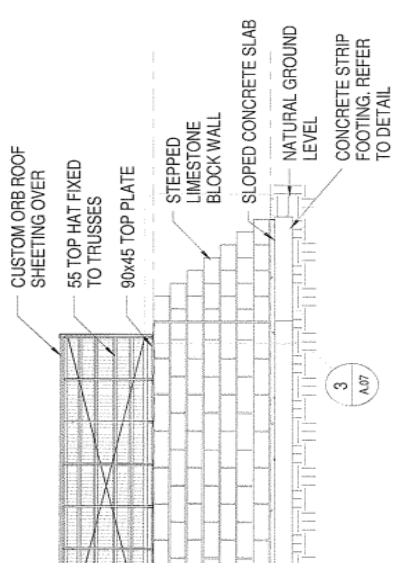 CUSTOM ORB ROOF
SHEETING OVER
55 TOP HAT FIXED
TO TRUSSES
90x45 TOP PLATE
STEPPED
LIMESTONE
BLOCK WALL
SLOPED CONCRETE SLAB
NATURAL GROUND
LEVEL
CONCRETE STRIP
FOOTING. REFER
TO DETAIL
3
A.07